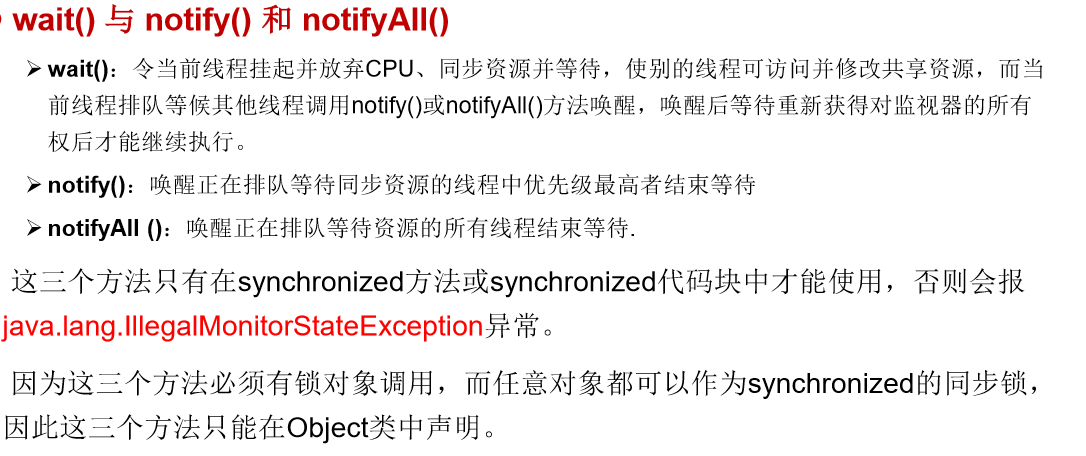 wait() 与 notify() 和 notifyAll()
➢ wait()：令当前线程挂起并放弃CPU、同步资源并等待，使别的线程可访问并修改共享资源，而当
前线程排队等候其他线程调用notify()或notifyAll()方法唤醒，唤醒后等待重新获得对监视器的所有
权后才能继续执行。
➢ notify()：唤醒正在排队等待同步资源的线程中优先级最高者结束等待
➢ notifyAll ()：唤醒正在排队等待资源的所有线程结束等待.
这三个方法只有在synchronized方法或synchronized代码块中才能使用，否则会报
java.lang.IllegalMonitorStateException异常。
因为这三个方法必须有锁对象调用，而任意对象都可以作为synchronized的同步锁，
因此这三个方法只能在Object类中声明。